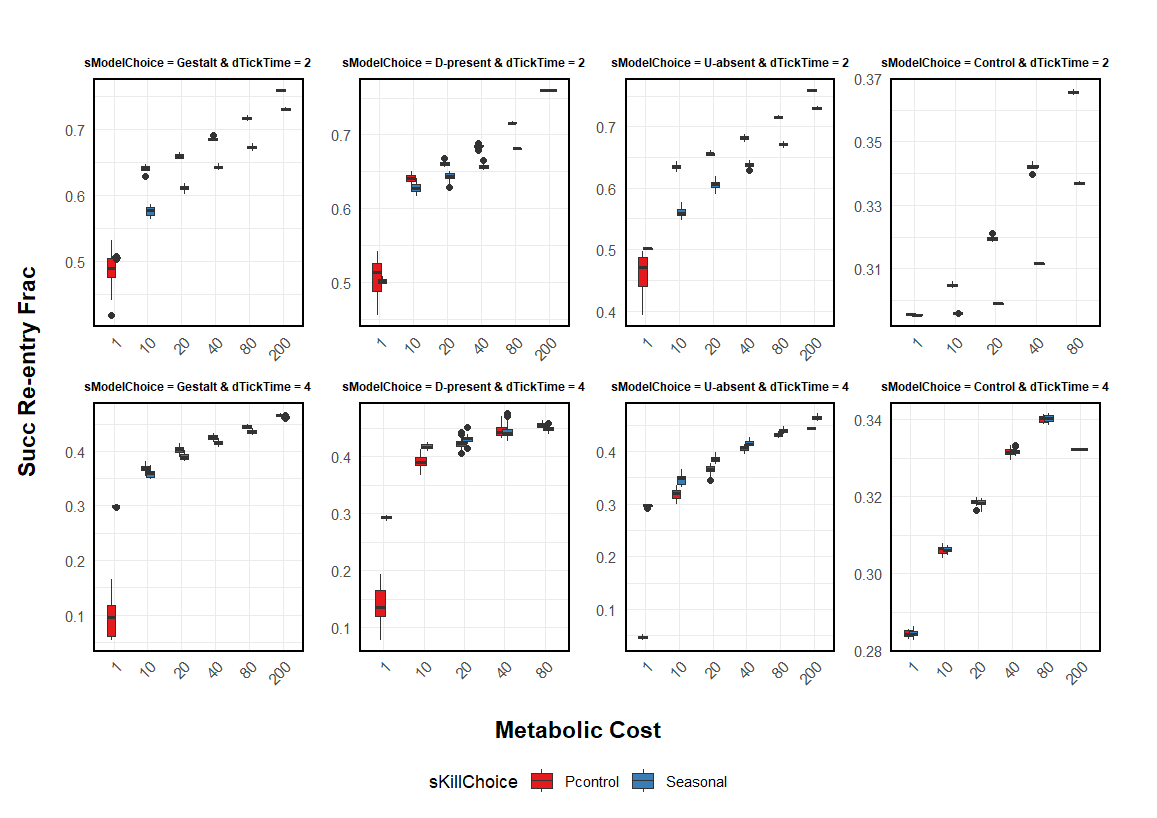 sModelChoice = Gestalt & dTickTime = 2 sModelChoice = D-present & dTickTime = 2 sModelChoice = U-absent & dTickTime = 2 sModelChoice = Control & dTickTime = 2
0.7 0.6 0.5
0.7 0.6 0.5
0.7 0.6 0.5 0.4
0.37 0.35 0.33 0.31
1 10 20 40 80 200
1 10 20 40 80 200
1 10 20 40 80 200
1 10 20 40 80
Succ Re-entry Frac
sModelChoice = Gestalt & dTickTime = 4 sModelChoice = D-present & dTickTime = 4 sModelChoice = U-absent & dTickTime = 4 sModelChoice = Control & dTickTime = 4
0.4 0.3 0.2 0.1
0.4 0.3 0.2 0.1
0.4 0.3 0.2 0.1
0.34 0.32 0.30 0.28
1 10 20 40 80 200
1 10 20 40 80
1 10 20 40 80 200
1 10 20 40 80 200
Metabolic Cost
sKillChoice Pcontrol Seasonal